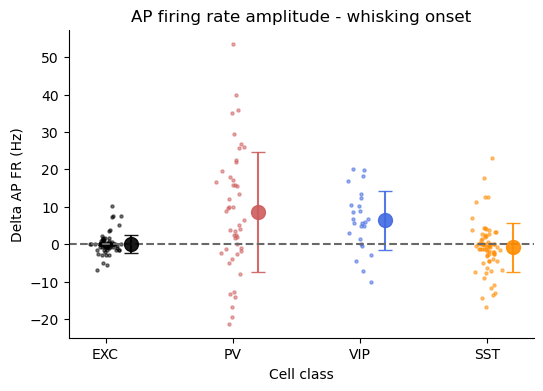 AP firing rate amplitude - whisking onset
Delta AP FR (Hz)
50
40
30
20
10
0
−10
−20
EXC PV VIP SST
Cell class